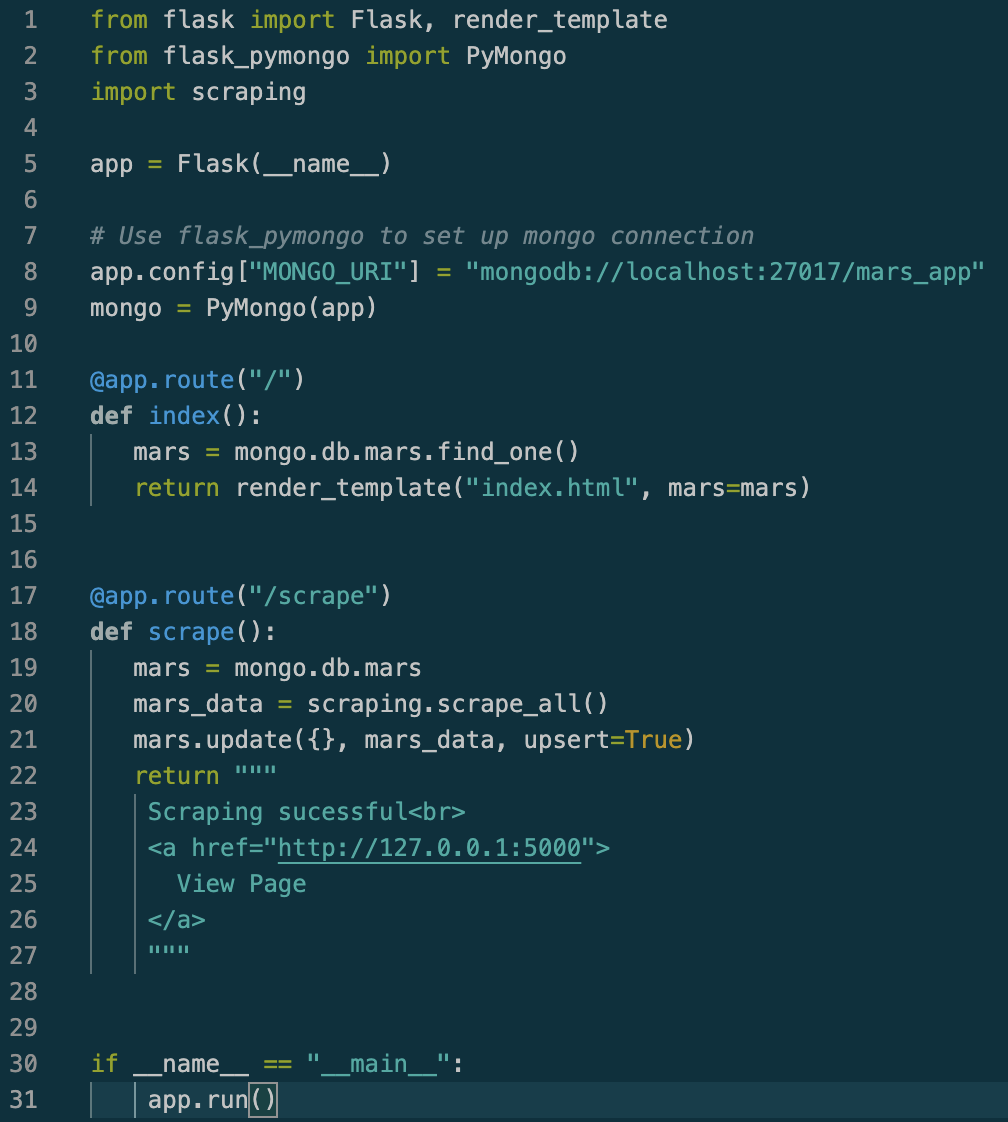 1 from flask import Flask, render_template
2 from flask_pymongo import PyMongo
3 import scraping
4
5 app = Flask(__name__)
6
7 # Use flask_pymongo to set up mongo connection
8 app.config["MONGO_URI"] = "mongodb://localhost:27017/mars_app"
9 mongo = PyMongo(app)
10
11 @app.route("/")
12 def index():
13    mars = mongo.db.mars.find_one()
14    return render_template("index.html", mars=mars)
15
16
17 @app.route("/scrape")
18 def scrape():
19    mars = mongo.db.mars
20    mars_data = scraping.scrape_all()
21    mars.update({}, mars_data, upsert=True)
22    return """
23     Scraping sucessful<br>
24     <a href="http://127.0.0.1:5000">
25       View Page
26     </a>
27     """
28
29
30 if __name__ == "__main__":
31     app.run()